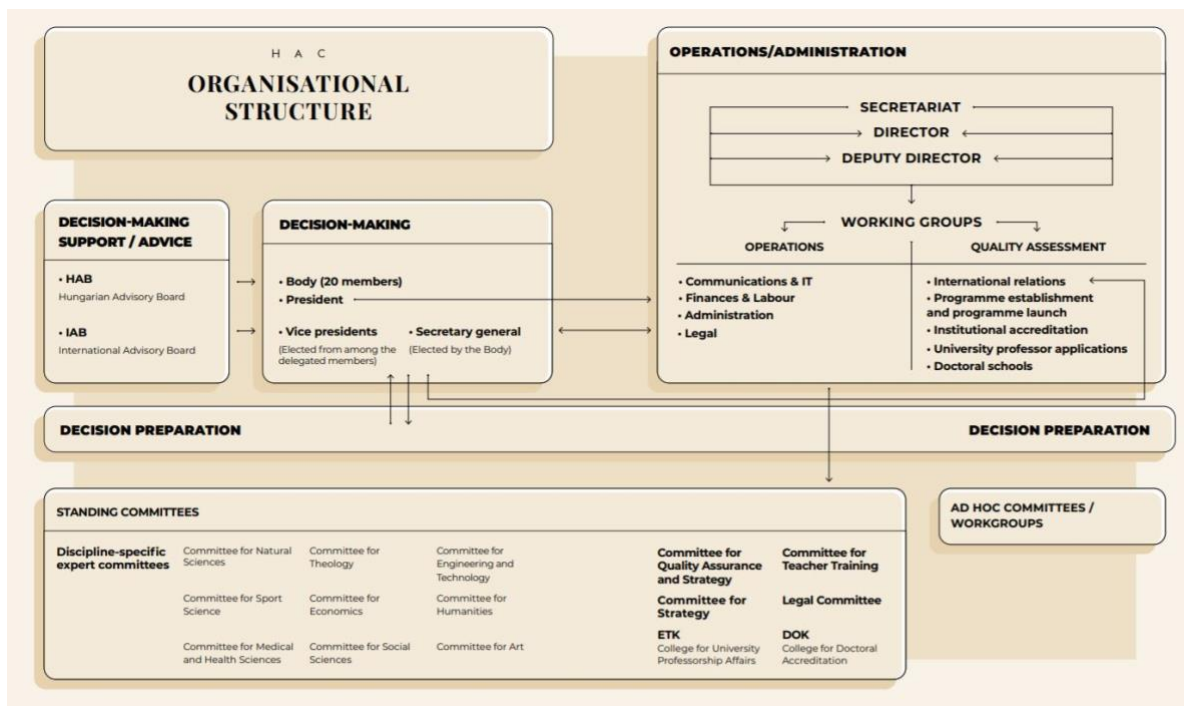 H A C
ORGANISATIONAL
STRUCTURE
OPERATIONS/ADMINISTRATION
SECRETARIAT
DIRECTOR
DEPUTY DIRECTOR
WORKING GROUPS
OPERATIONS
QUALITY ASSESSMENT
• Communications & IT
• Finances & Labour
• Administration
• Legal
• International relations
• Programme establishment
and programme launch
• Institutional accreditation
• University professor applications
• Doctoral schools
DECISION-MAKING
SUPPORT / ADVICE
• HAB
Hungarian Advisory Board
• IAB
International Advisory Board
DECISION-MAKING
• Body (20 members)
• President
• Vice presidents
(Elected from among the
delegated members)
• Secretary general
(Elected by the Body)
DECISION PREPARATION
DECISION PREPARATION
STANDING COMMITTEES
Discipline-specific
expert committees
Committee for Natural
Sciences
Committee for
Theology
Committee for
Engineering and
Technology
Committee for Sport
Science
Committee for
Economics
Committee for
Humanities
Committee for Medical
and Health Sciences
Committee for Social
Sciences
Committee for Art
Committee for
Quality Assurance
and Strategy
Committee for
Teacher Training
Committee for
Strategy
Legal Committee
ETK
College for University
Professorship Affairs
DOK
College for Doctoral
Accreditation
AD HOC COMMITTEES /
WORKGROUPS